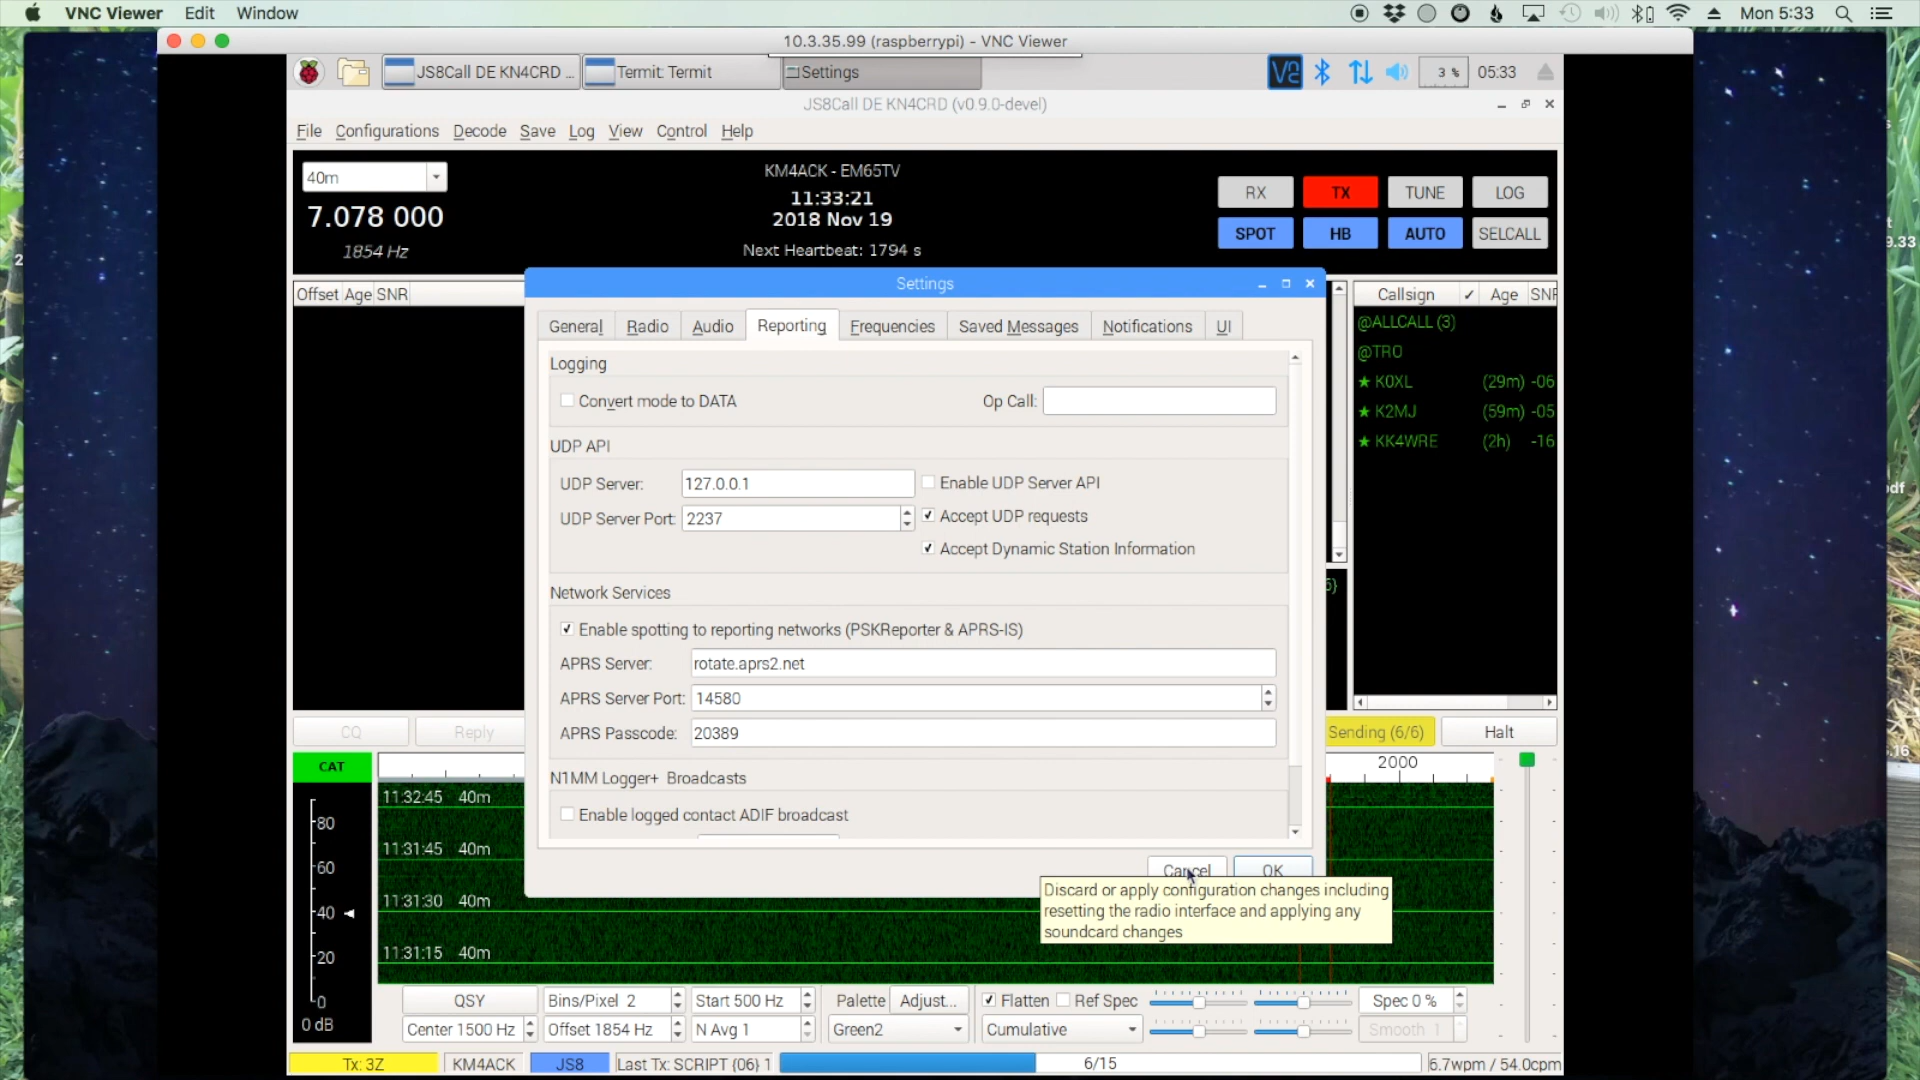 VNC Viewer Edit Window Mon 5:33
10.3.35.99 (raspberrypi) - VNC Viewer
JS8Call DE KN4CRD ... Termit: Termit Settings 3 % 05:33
JS8Call DE KN4CRD (v0.9.0-devel)
File Configurations Decode Save Log View Control Help
40m
7.078 000
1854 Hz
KM4ACK - EM65TV
11:33:21
2018 Nov 19
Next Heartbeat: 1794 s
RX TX TUNE LOG
SPOT HB AUTO SELCALL
Offset Age SNR
Callsign ✓ Age SNR
@ALLCALL (3)
@TRO
★ K0XL (29m) -06
★ K2MJ (59m) -05
★ KK4WRE (2h) -16
Settings
General Radio Audio Reporting Frequencies Saved Messages Notifications UI
Logging
Convert mode to DATA Op Call:
UDP API
UDP Server: 127.0.0.1 Enable UDP Server API
UDP Server Port: 2237 Accept UDP requests
Accept Dynamic Station Information
Network Services
Enable spotting to reporting networks (PSKReporter & APRS-IS)
APRS Server: rotate.aprs2.net
APRS Server Port: 14580
APRS Passcode: 20389
N1MM Logger+ Broadcasts
Enable logged contact ADIF broadcast
Cancel OK
Discard or apply configuration changes including
resetting the radio interface and applying any
soundcard changes
CQ Reply Sending (6/6) Halt
CAT
2000
80
60
40
20
0
0 dB
11:32:45 40m
11:31:45 40m
11:31:30 40m
11:31:15 40m
QSY Bins/Pixel 2 Start 500 Hz Palette Adjust... Flatten Ref Spec Spec 0 %
Center 1500 Hz Offset 1854 Hz N Avg 1 Green2 Cumulative Smooth 1
Tx: 3Z KM4ACK JS8 Last Tx: SCRIPT {06} 1 6/15 6.7wpm / 54.0cpm